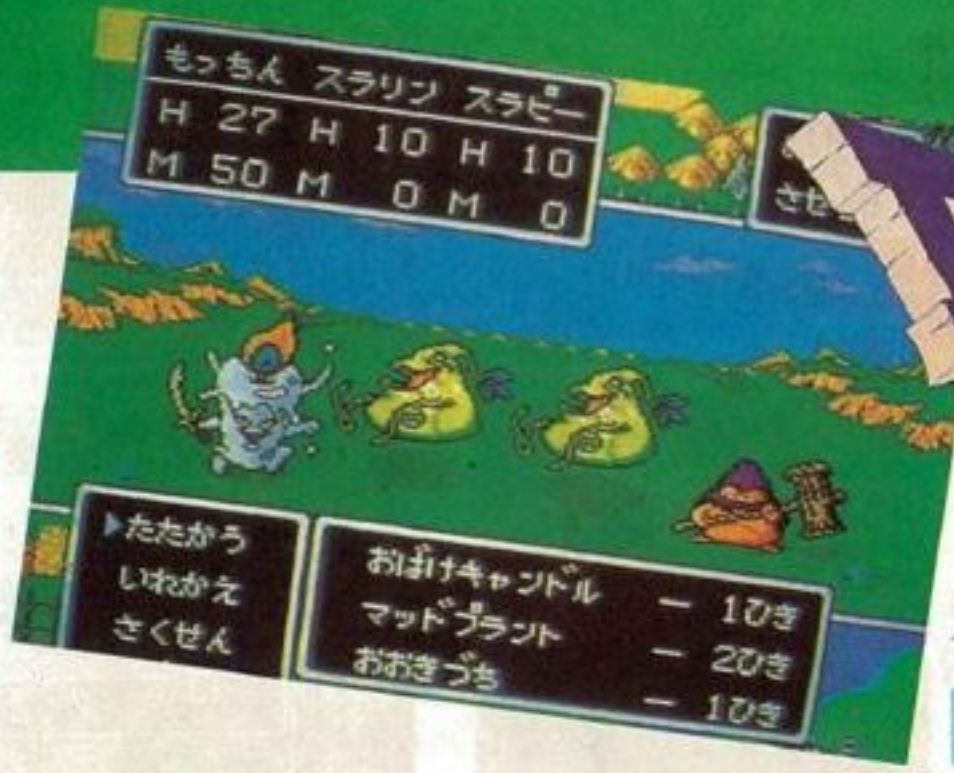 もっちん スラリン スラピー
H 27 H 10 H 10
M 50 M 0 M 0
させ
▶たたかう
いれかえ
さくせん
おばけキャンドル ー 1ひき
マッドプラント ー 2ひき
おおきづち ー 1ひき